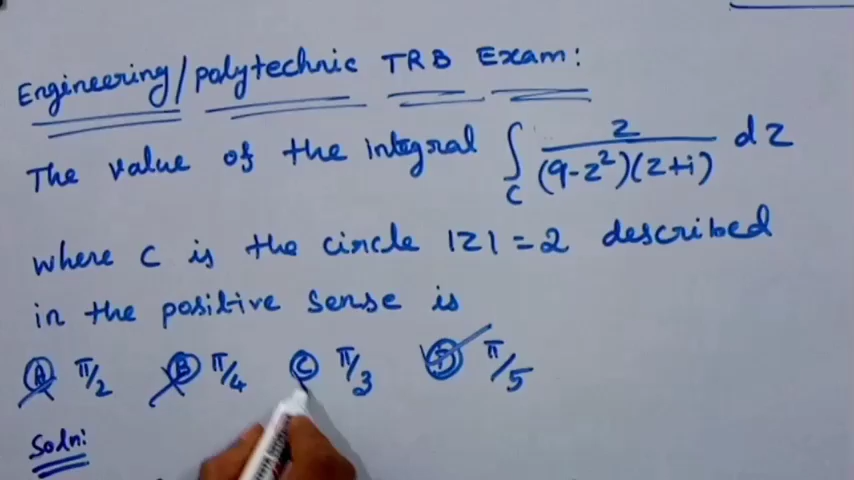 Engineering/polytechnic TRB Exam:
The value of the integral ∫_C z/((9-z²)(z+i)) dz
where C is the circle |z| = 2 described
in the positive sense is
(A) π/2 (B) π/4 (C) π/3 (D) π/5
Soln: